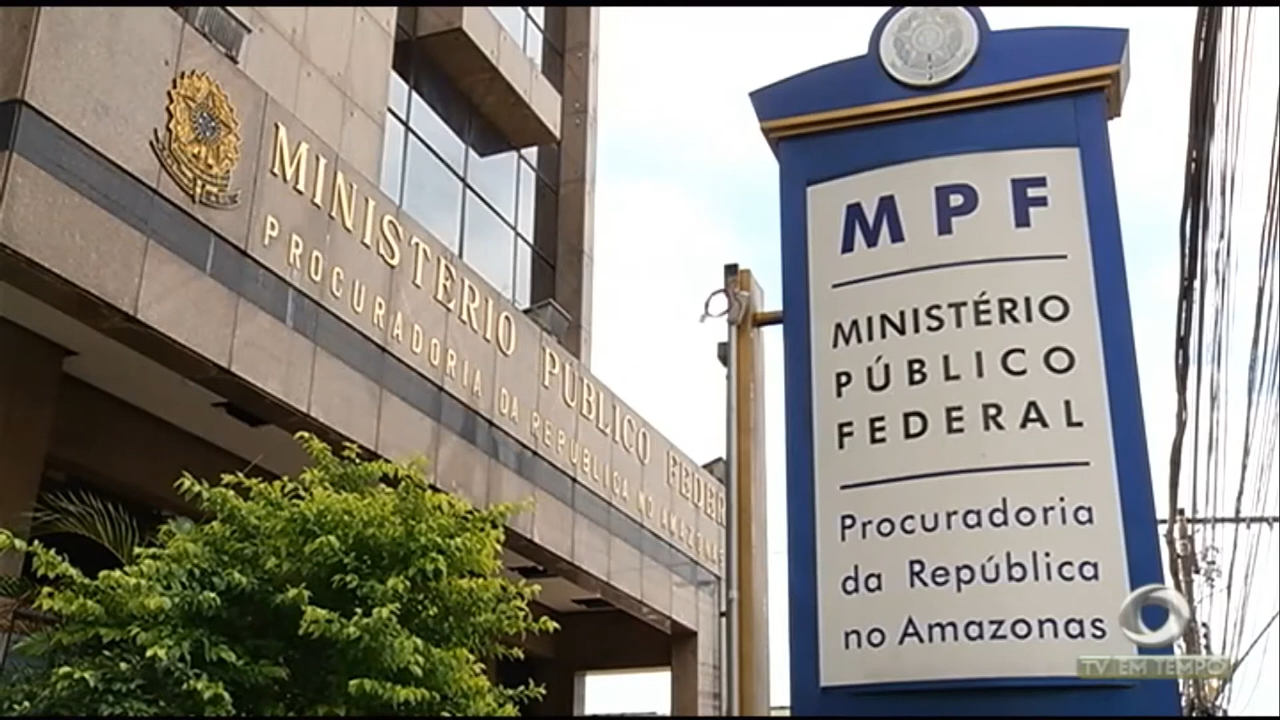 MINISTÉRIO PÚBLICO FEDER
PROCURADORIA DA REPÚBLICA NO AMAZONAS
MPF
MINISTÉRIO
PÚBLICO
FEDERAL
Procuradoria
da República
no Amazonas
TV EM TEMPO